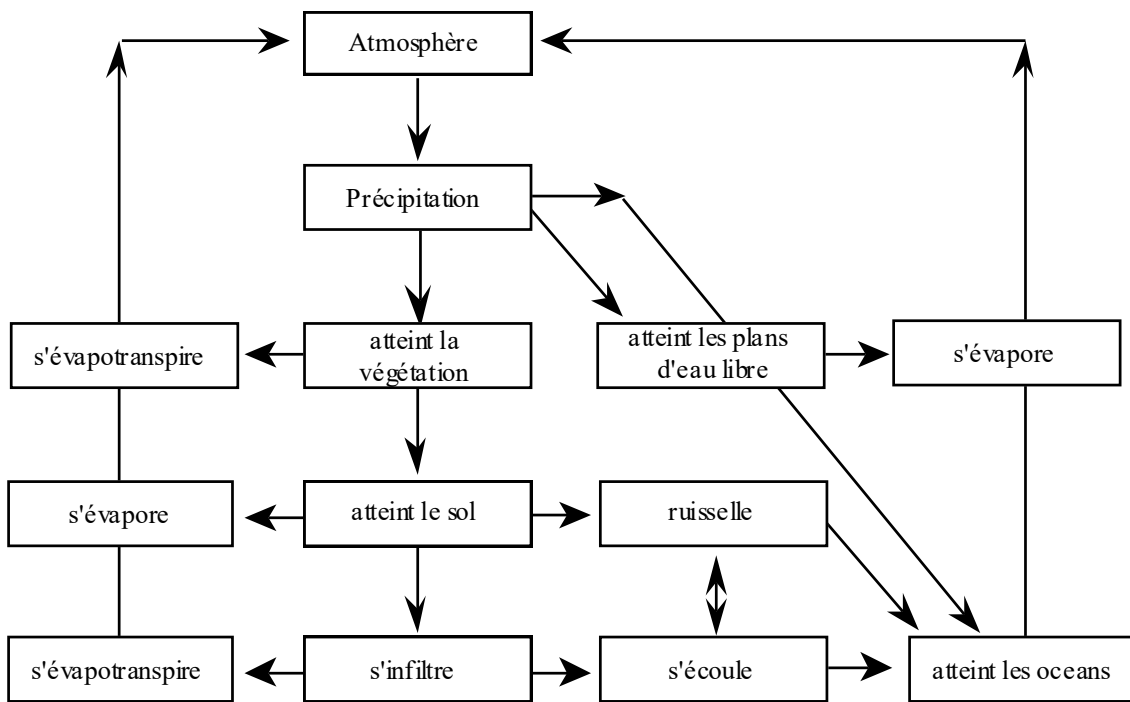 Atmosphère
Précipitation
s'évapotranspire
atteint la
végétation
atteint les plans
d'eau libre
s'évapore
s'évapore
atteint le sol
ruisselle
s'évapotranspire
s'infiltre
s'écoule
atteint les oceans